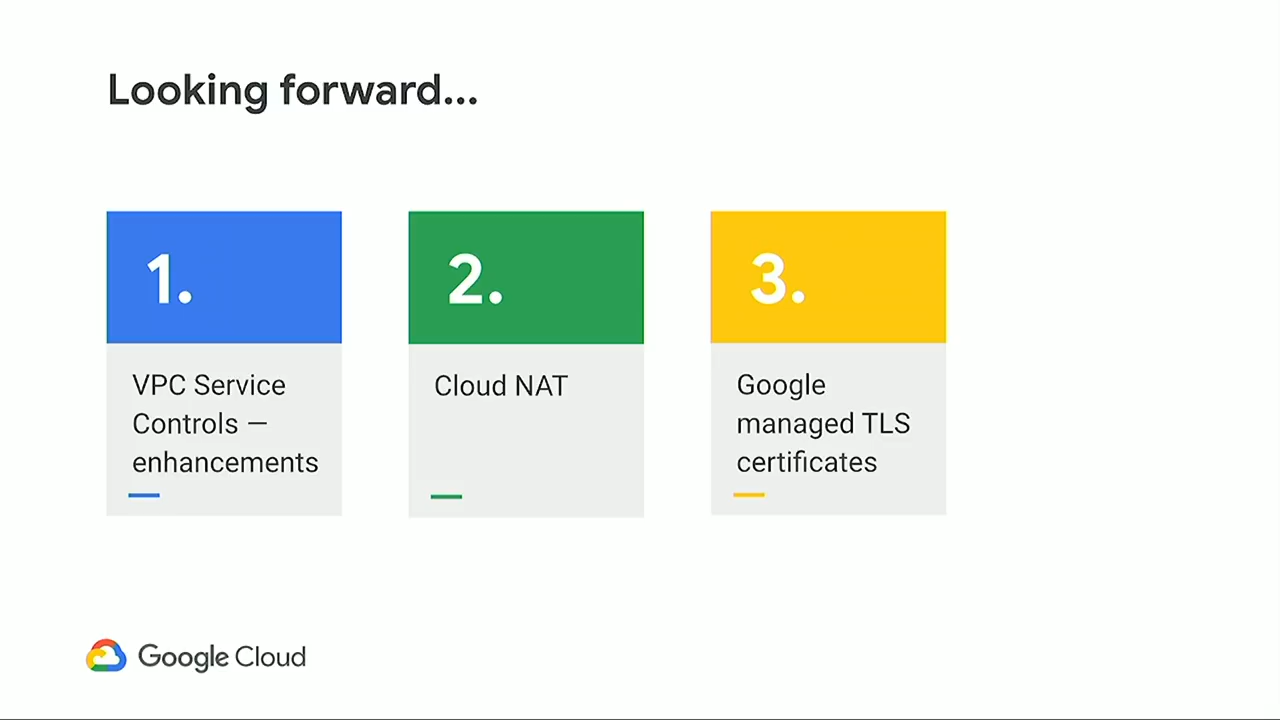 Looking forward...
1.
VPC Service
Controls —
enhancements
2.
Cloud NAT
3.
Google
managed TLS
certificates
Google Cloud